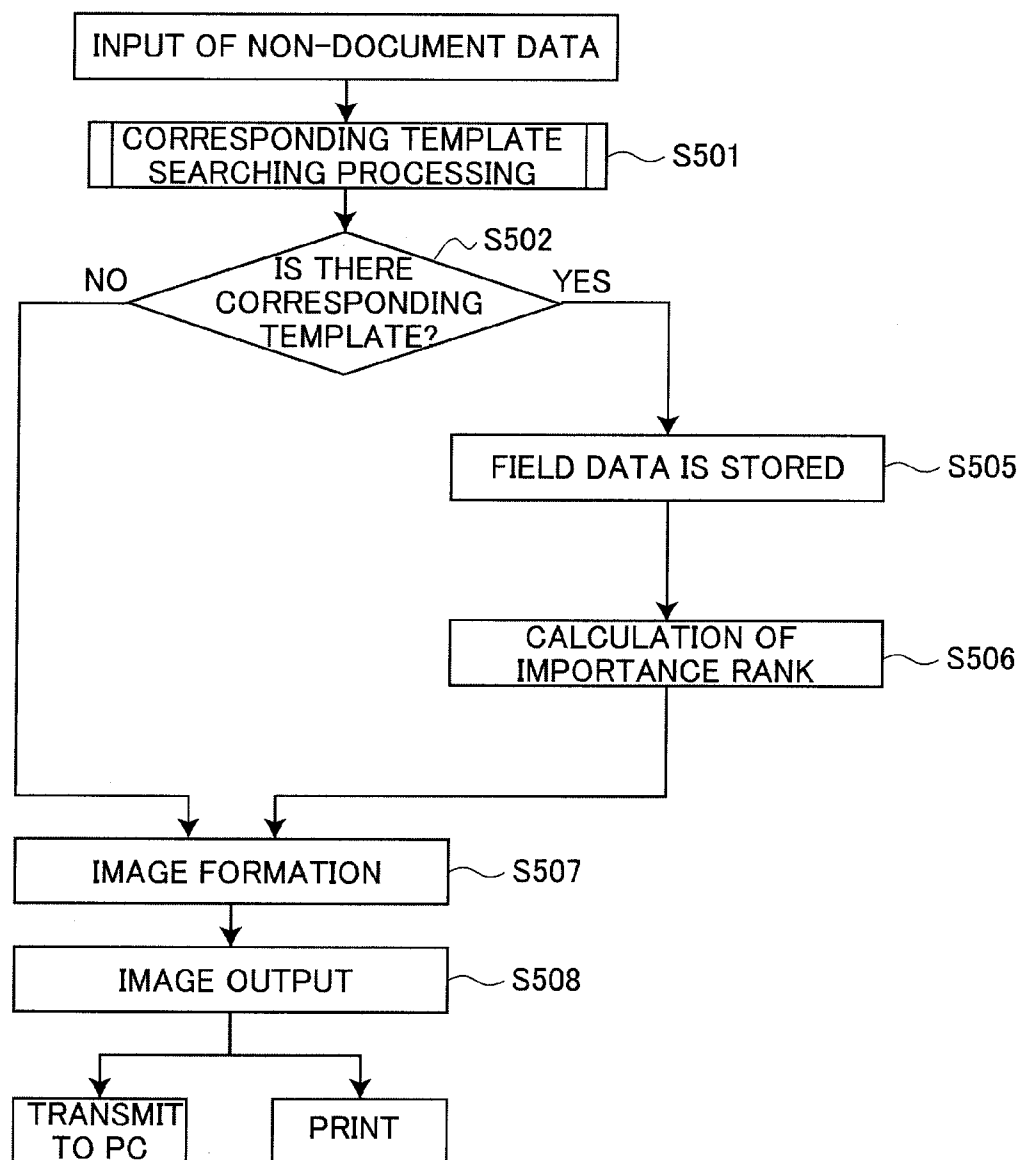 INPUT OF NON-DOCUMENT DATA
CORRESPONDING TEMPLATE
SEARCHING PROCESSING
S501
S502
IS THERE
CORRESPONDING
TEMPLATE?
NO
YES
FIELD DATA IS STORED
S505
CALCULATION OF
IMPORTANCE RANK
S506
IMAGE FORMATION
S507
IMAGE OUTPUT
S508
TRANSMIT
TO PC
PRINT